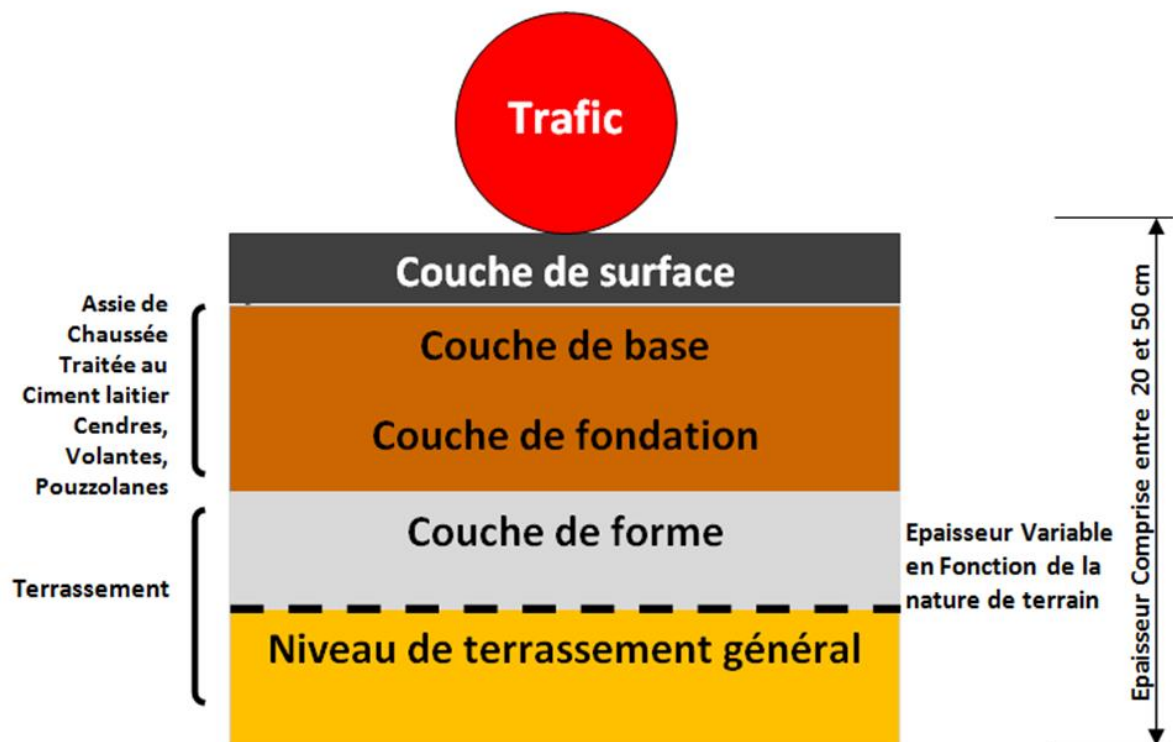 Trafic
Couche de surface
Assie de
Chaussée
Traitée au
Ciment laitier
Cendres,
Volantes,
Pouzzolanes
Couche de base
Couche de fondation
Terrassement
Couche de forme
Niveau de terrassement général
Epaisseur Variable
en Fonction de la
nature de terrain
Epaisseur Comprise entre 20 et 50 cm